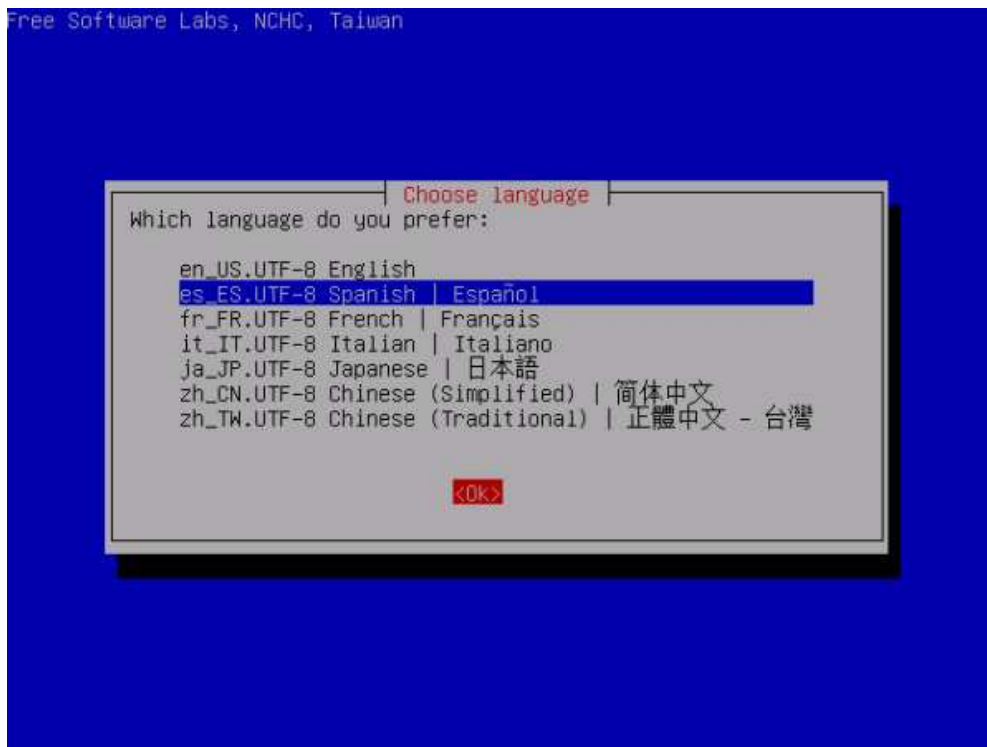 Free Software Labs, NCHC, Taiwan
Choose language
Which language do you prefer:
en_US.UTF-8 English
es_ES.UTF-8 Spanish | Español
fr_FR.UTF-8 French | Français
it_IT.UTF-8 Italian | Italiano
ja_JP.UTF-8 Japanese | 日本語
zh_CN.UTF-8 Chinese (Simplified) | 简体中文
zh_TW.UTF-8 Chinese (Traditional) | 正體中文 - 台灣
<Ok>